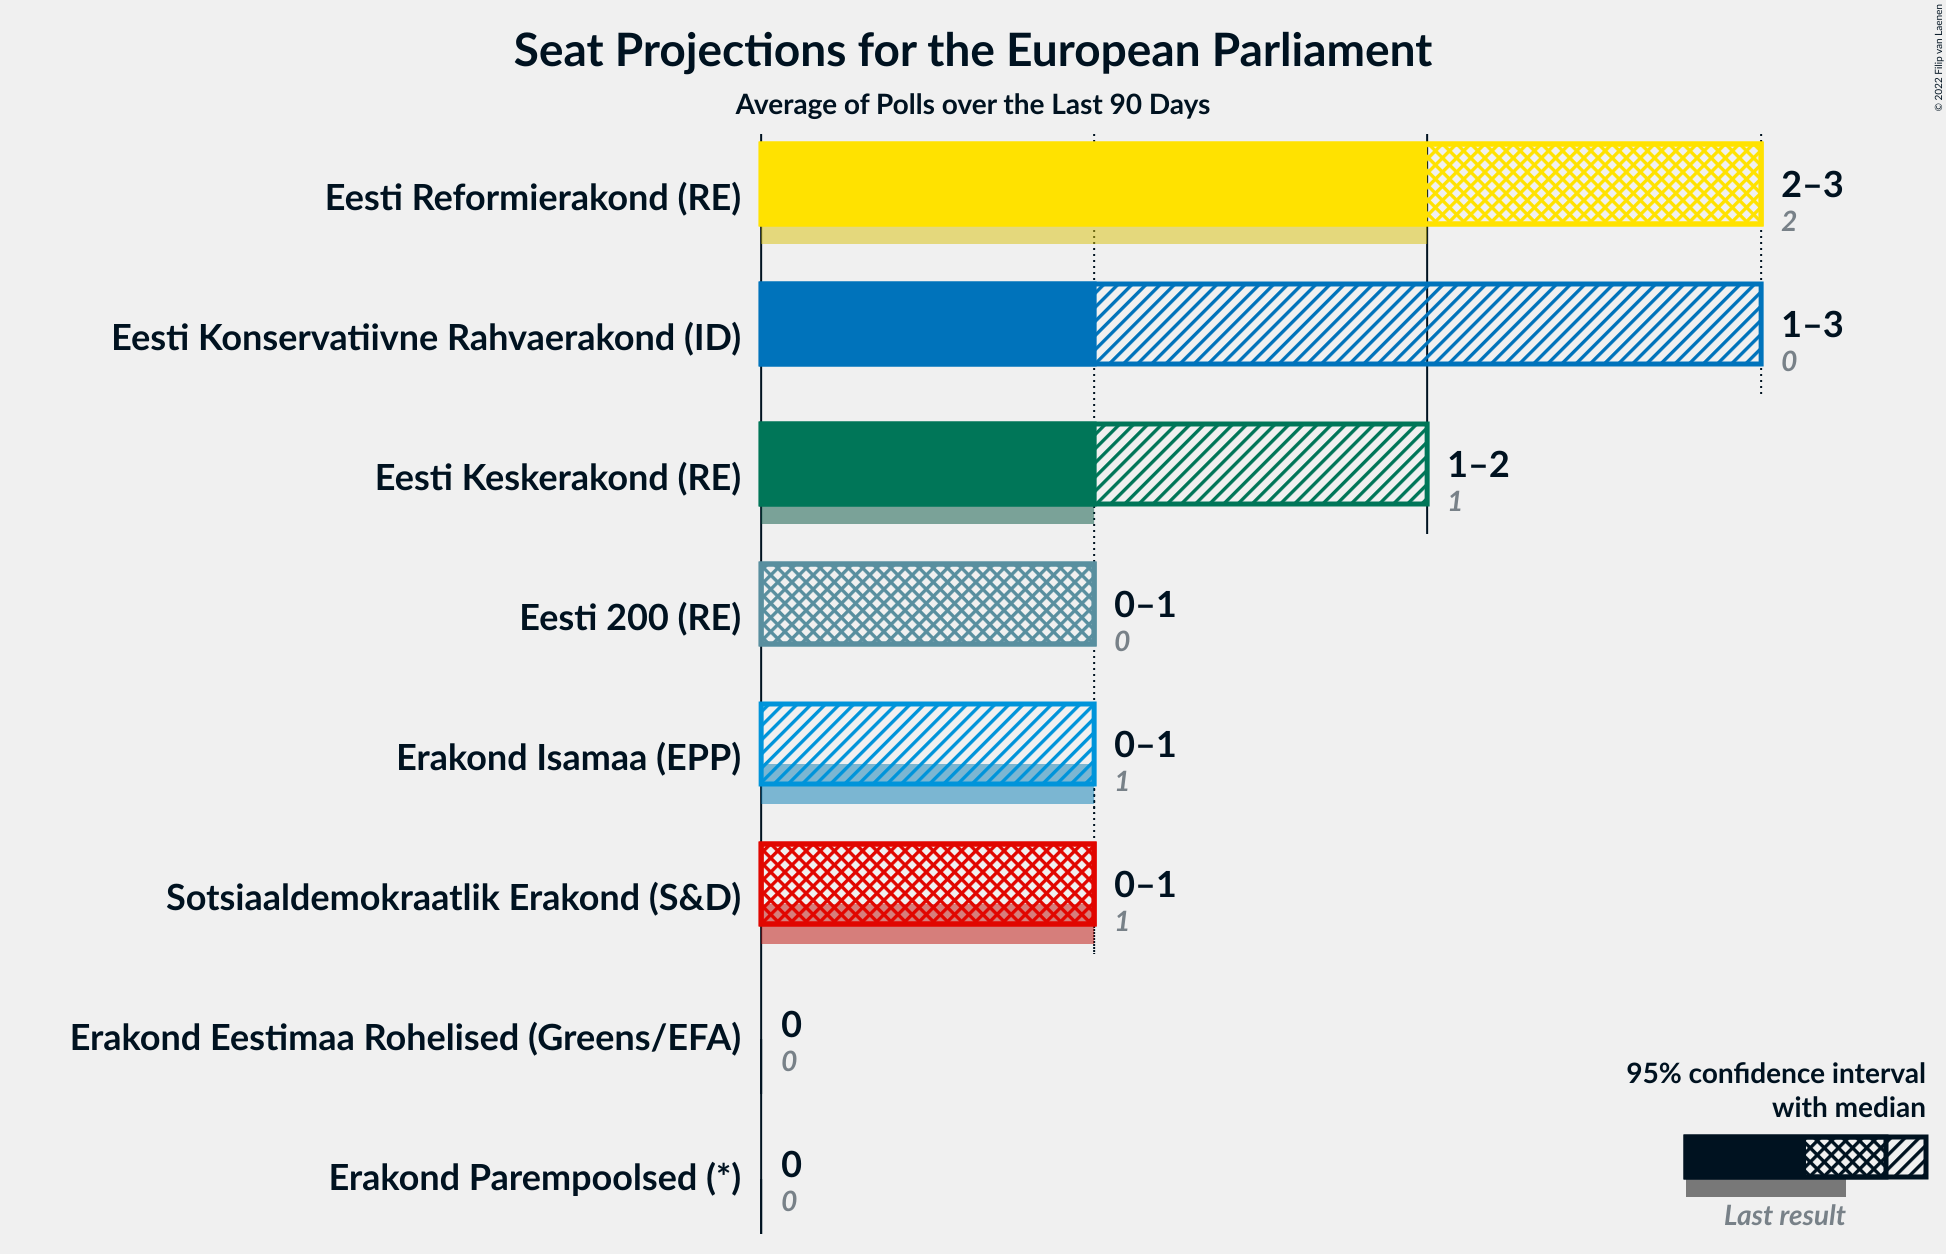 Seat Projections for the European Parliament
Average of Polls over the Last 90 Days
© 2022 Filip van Laenen
Eesti Reformierakond (RE)
2–3
2
Eesti Konservatiivne Rahvaerakond (ID)
1–3
0
Eesti Keskerakond (RE)
1–2
1
Eesti 200 (RE)
0–1
0
Erakond Isamaa (EPP)
0–1
1
Sotsiaaldemokraatlik Erakond (S&D)
0–1
1
Erakond Eestimaa Rohelised (Greens/EFA)
0
0
Erakond Parempoolsed (*)
0
0
95% confidence interval
with median
Last result